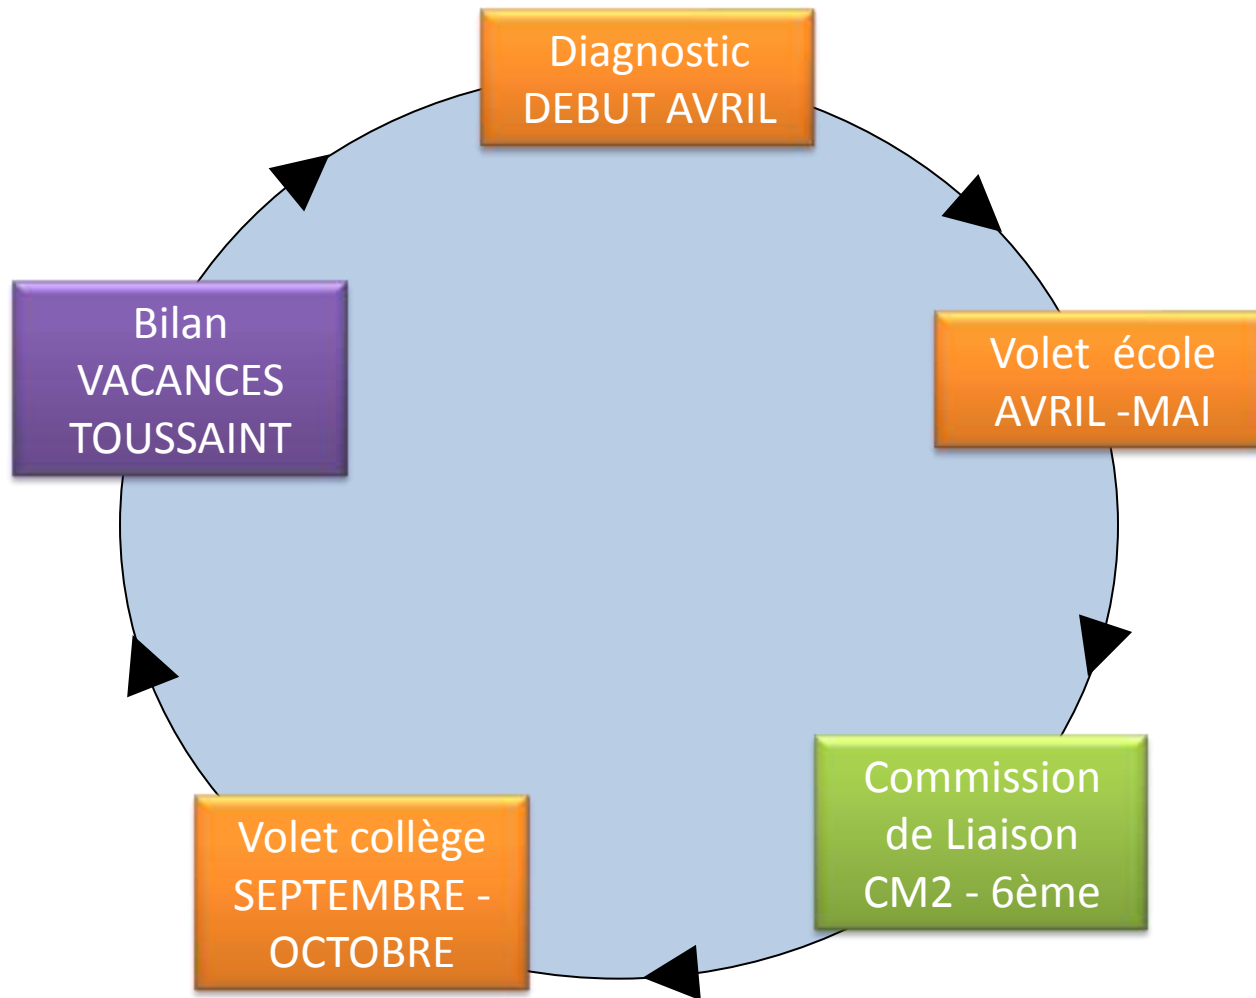 Diagnostic
DEBUT AVRIL
Volet école
AVRIL -MAI
Commission
de Liaison
CM2 - 6ème
Volet collège
SEPTEMBRE -
OCTOBRE
Bilan
VACANCES
TOUSSAINT